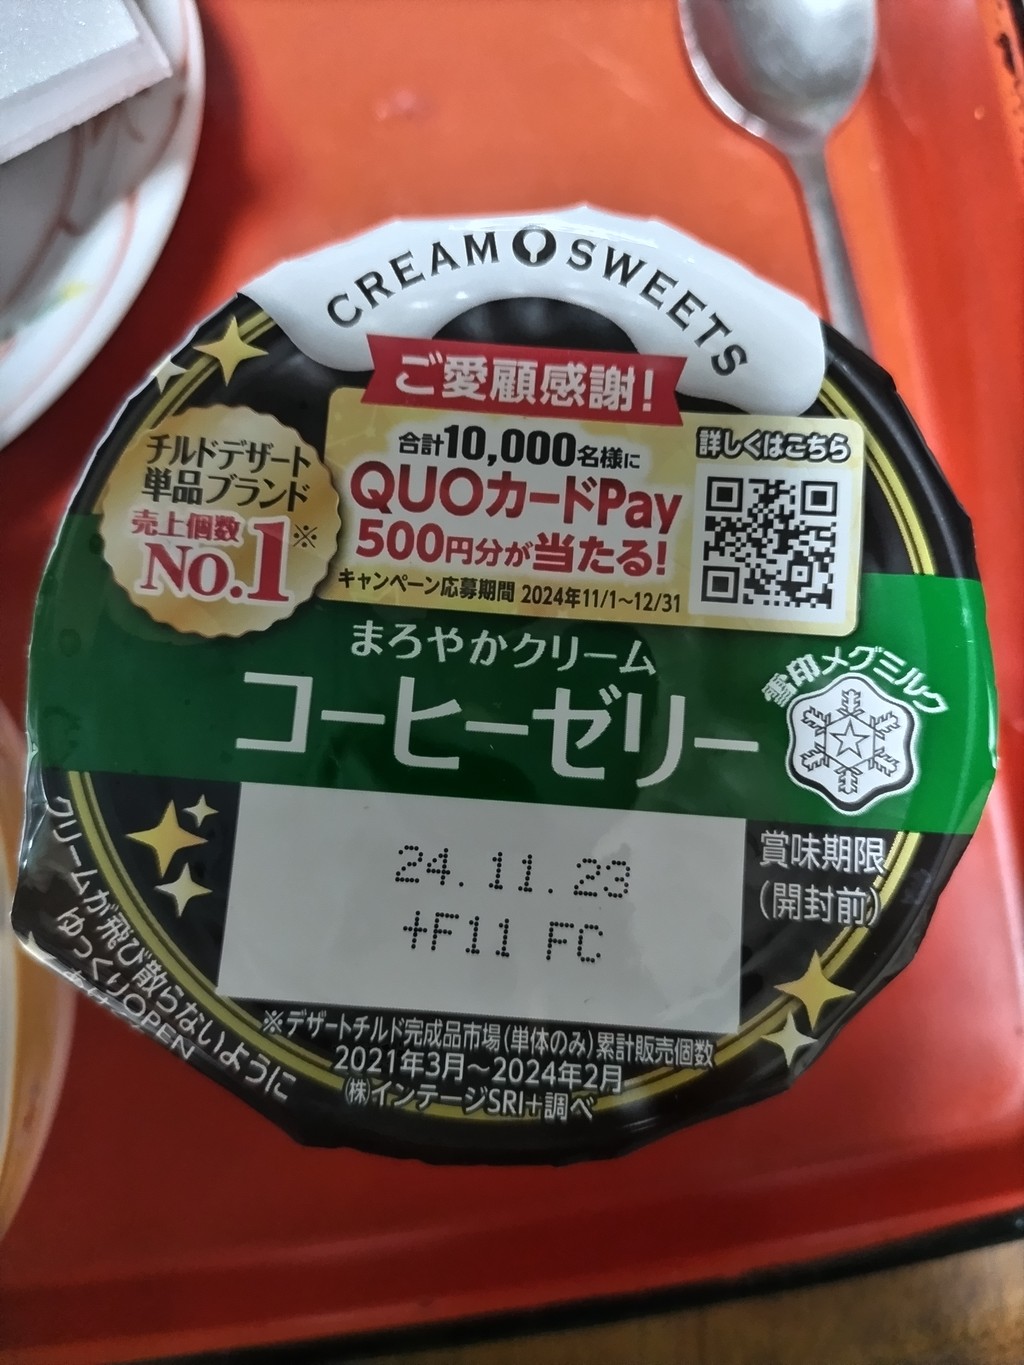 CREAM SWEETS
ご愛顧感謝!
合計10,000名様に
QUOカードPay
500円分が当たる!
キャンペーン応募期間 2024年11/1〜12/31
詳しくはこちら
チルドデザート
単品ブランド
売上個数
No.1※
まろやかクリーム
コーヒーゼリー
雪印メグミルク
24.11.23
+F11 FC
賞味期限
(開封前)
クリームが飛び散らないように
ゆっくりOPEN
※デザートチルド完成品市場(単体のみ)累計販売個数
2021年3月〜2024年2月
(株)インテージSRI+調べ